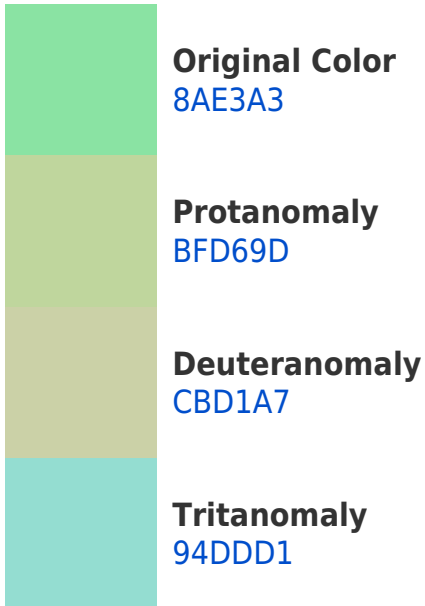 Original Color
8AE3A3
Protanomaly
BFD69D
Deuteranomaly
CBD1A7
Tritanomaly
94DDD1